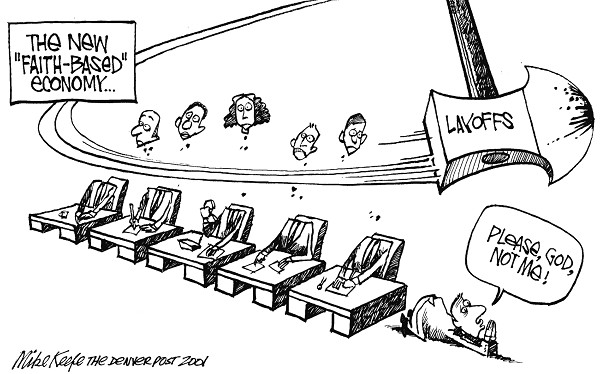 THE NEW
"FAITH-BASED"
ECONOMY...
LAYOFFS
PLEASE, GOD,
NOT ME!
MIKE KEEFE THE DENVER POST 2001